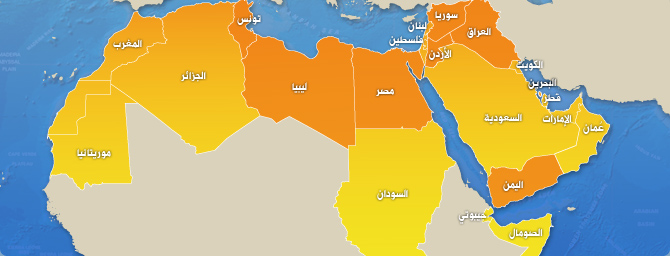 سوريا
تونس
لبنان
العراق
المغرب
فلسطين
الأردن
الكويت
الجزائر
ليبيا
مصر
البحرين
قطر
السعودية
الإمارات
عمان
موريتانيا
اليمن
السودان
جيبوتي
الصومال